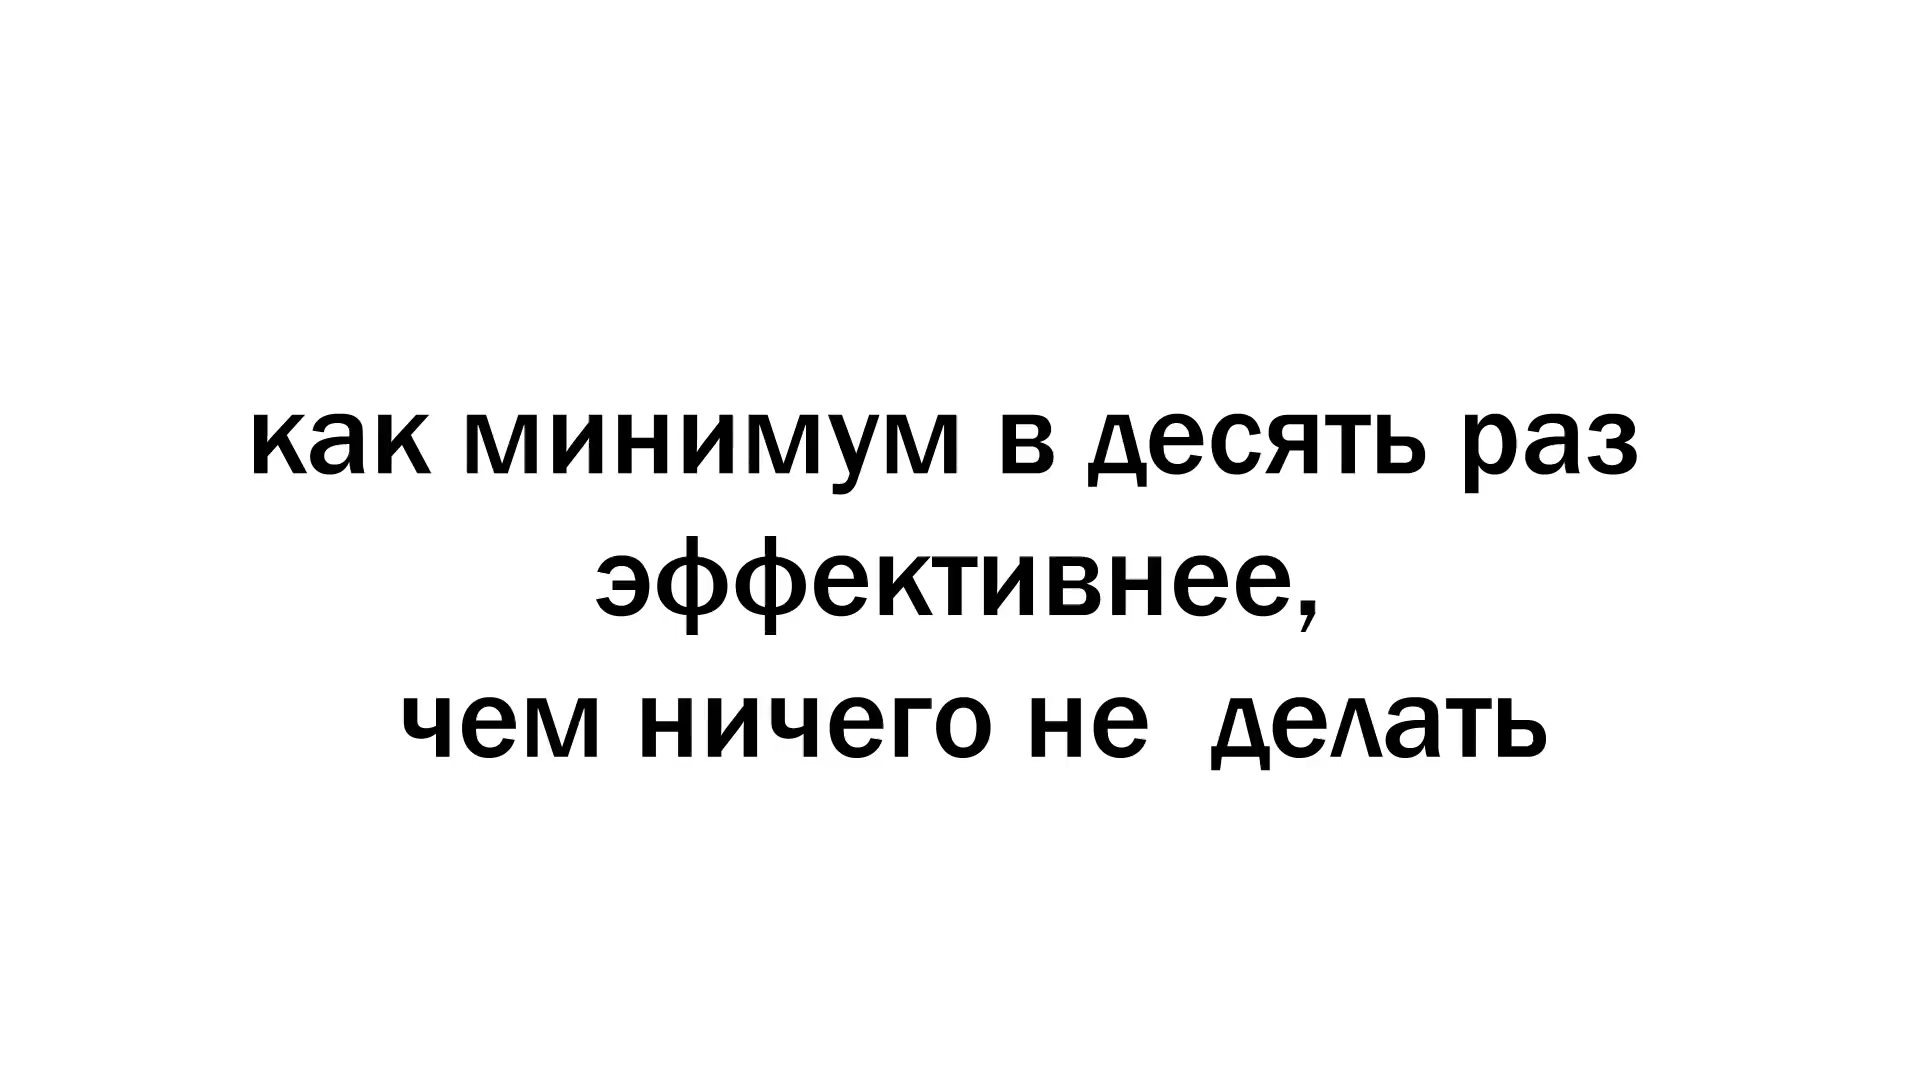 как минимум в десять раз
эффективнее,
чем ничего не  делать